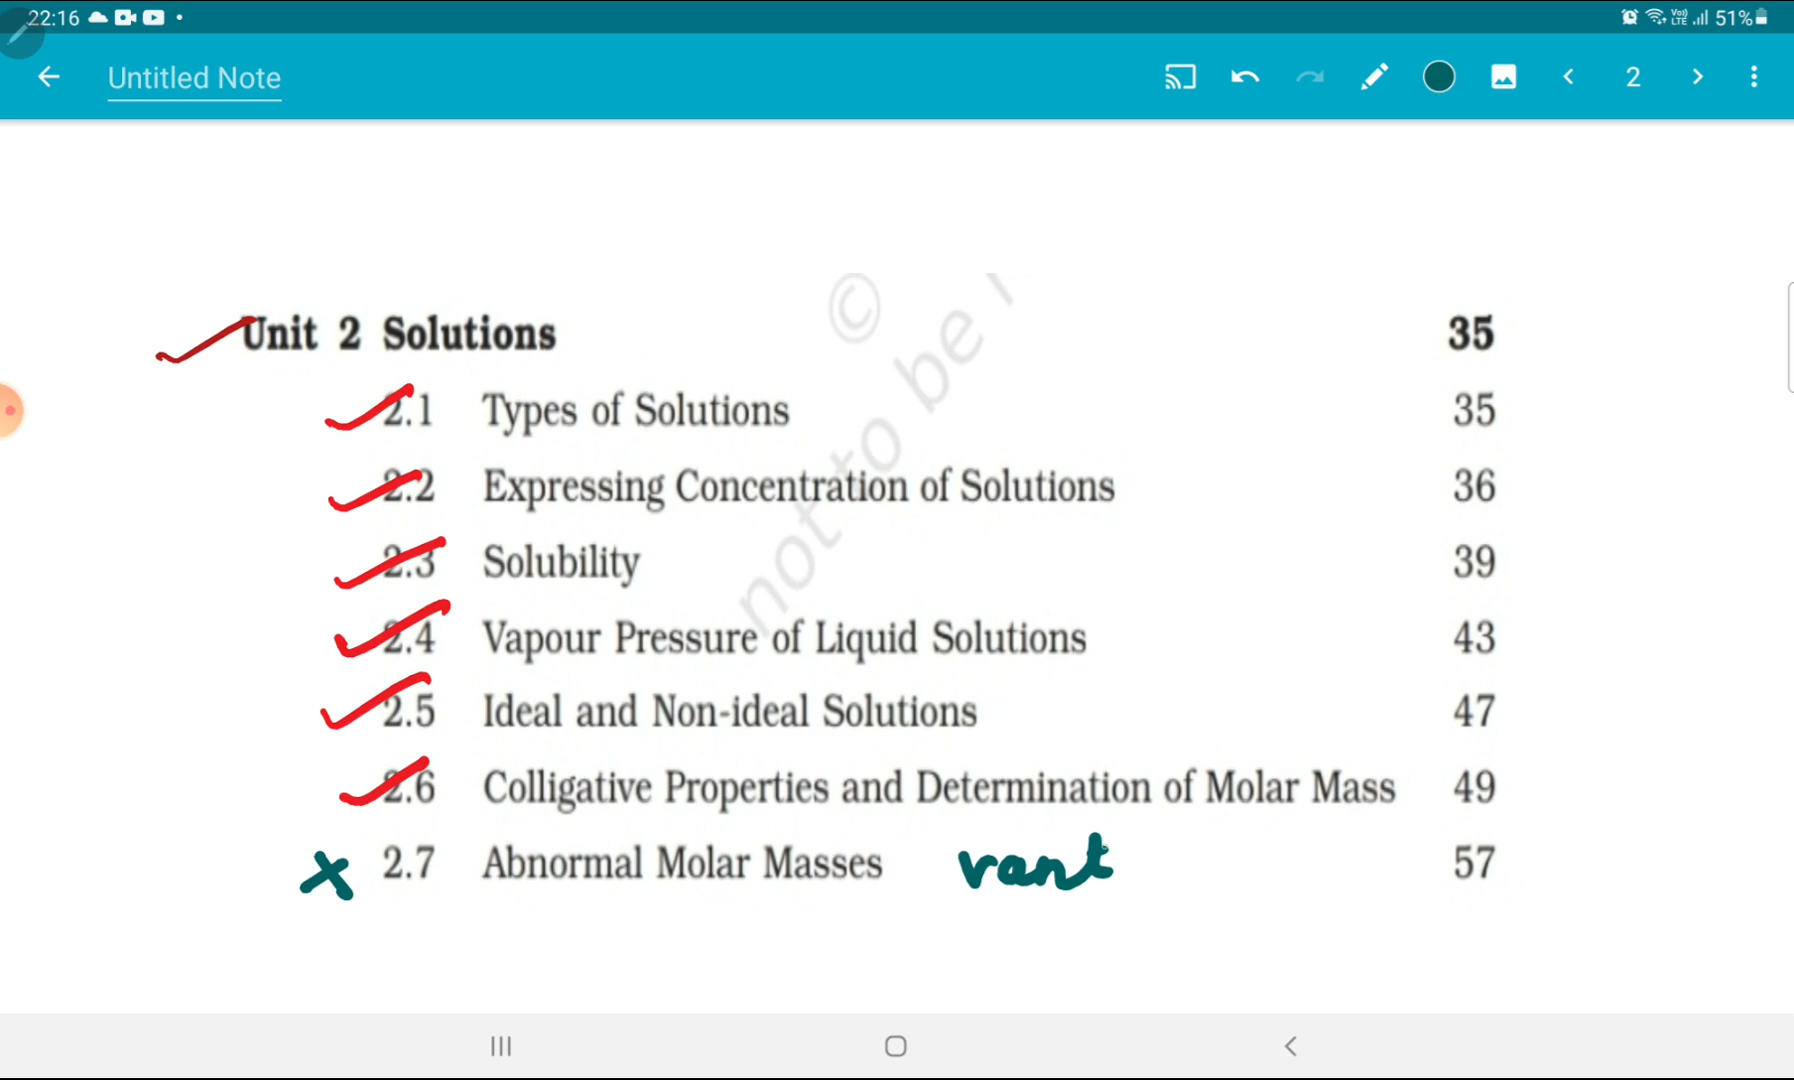 22:16 51%
Untitled Note 2
© not to be r
Unit 2 Solutions 35
2.1 Types of Solutions 35
2.2 Expressing Concentration of Solutions 36
2.3 Solubility 39
2.4 Vapour Pressure of Liquid Solutions 43
2.5 Ideal and Non-ideal Solutions 47
2.6 Colligative Properties and Determination of Molar Mass 49
x 2.7 Abnormal Molar Masses vant 57